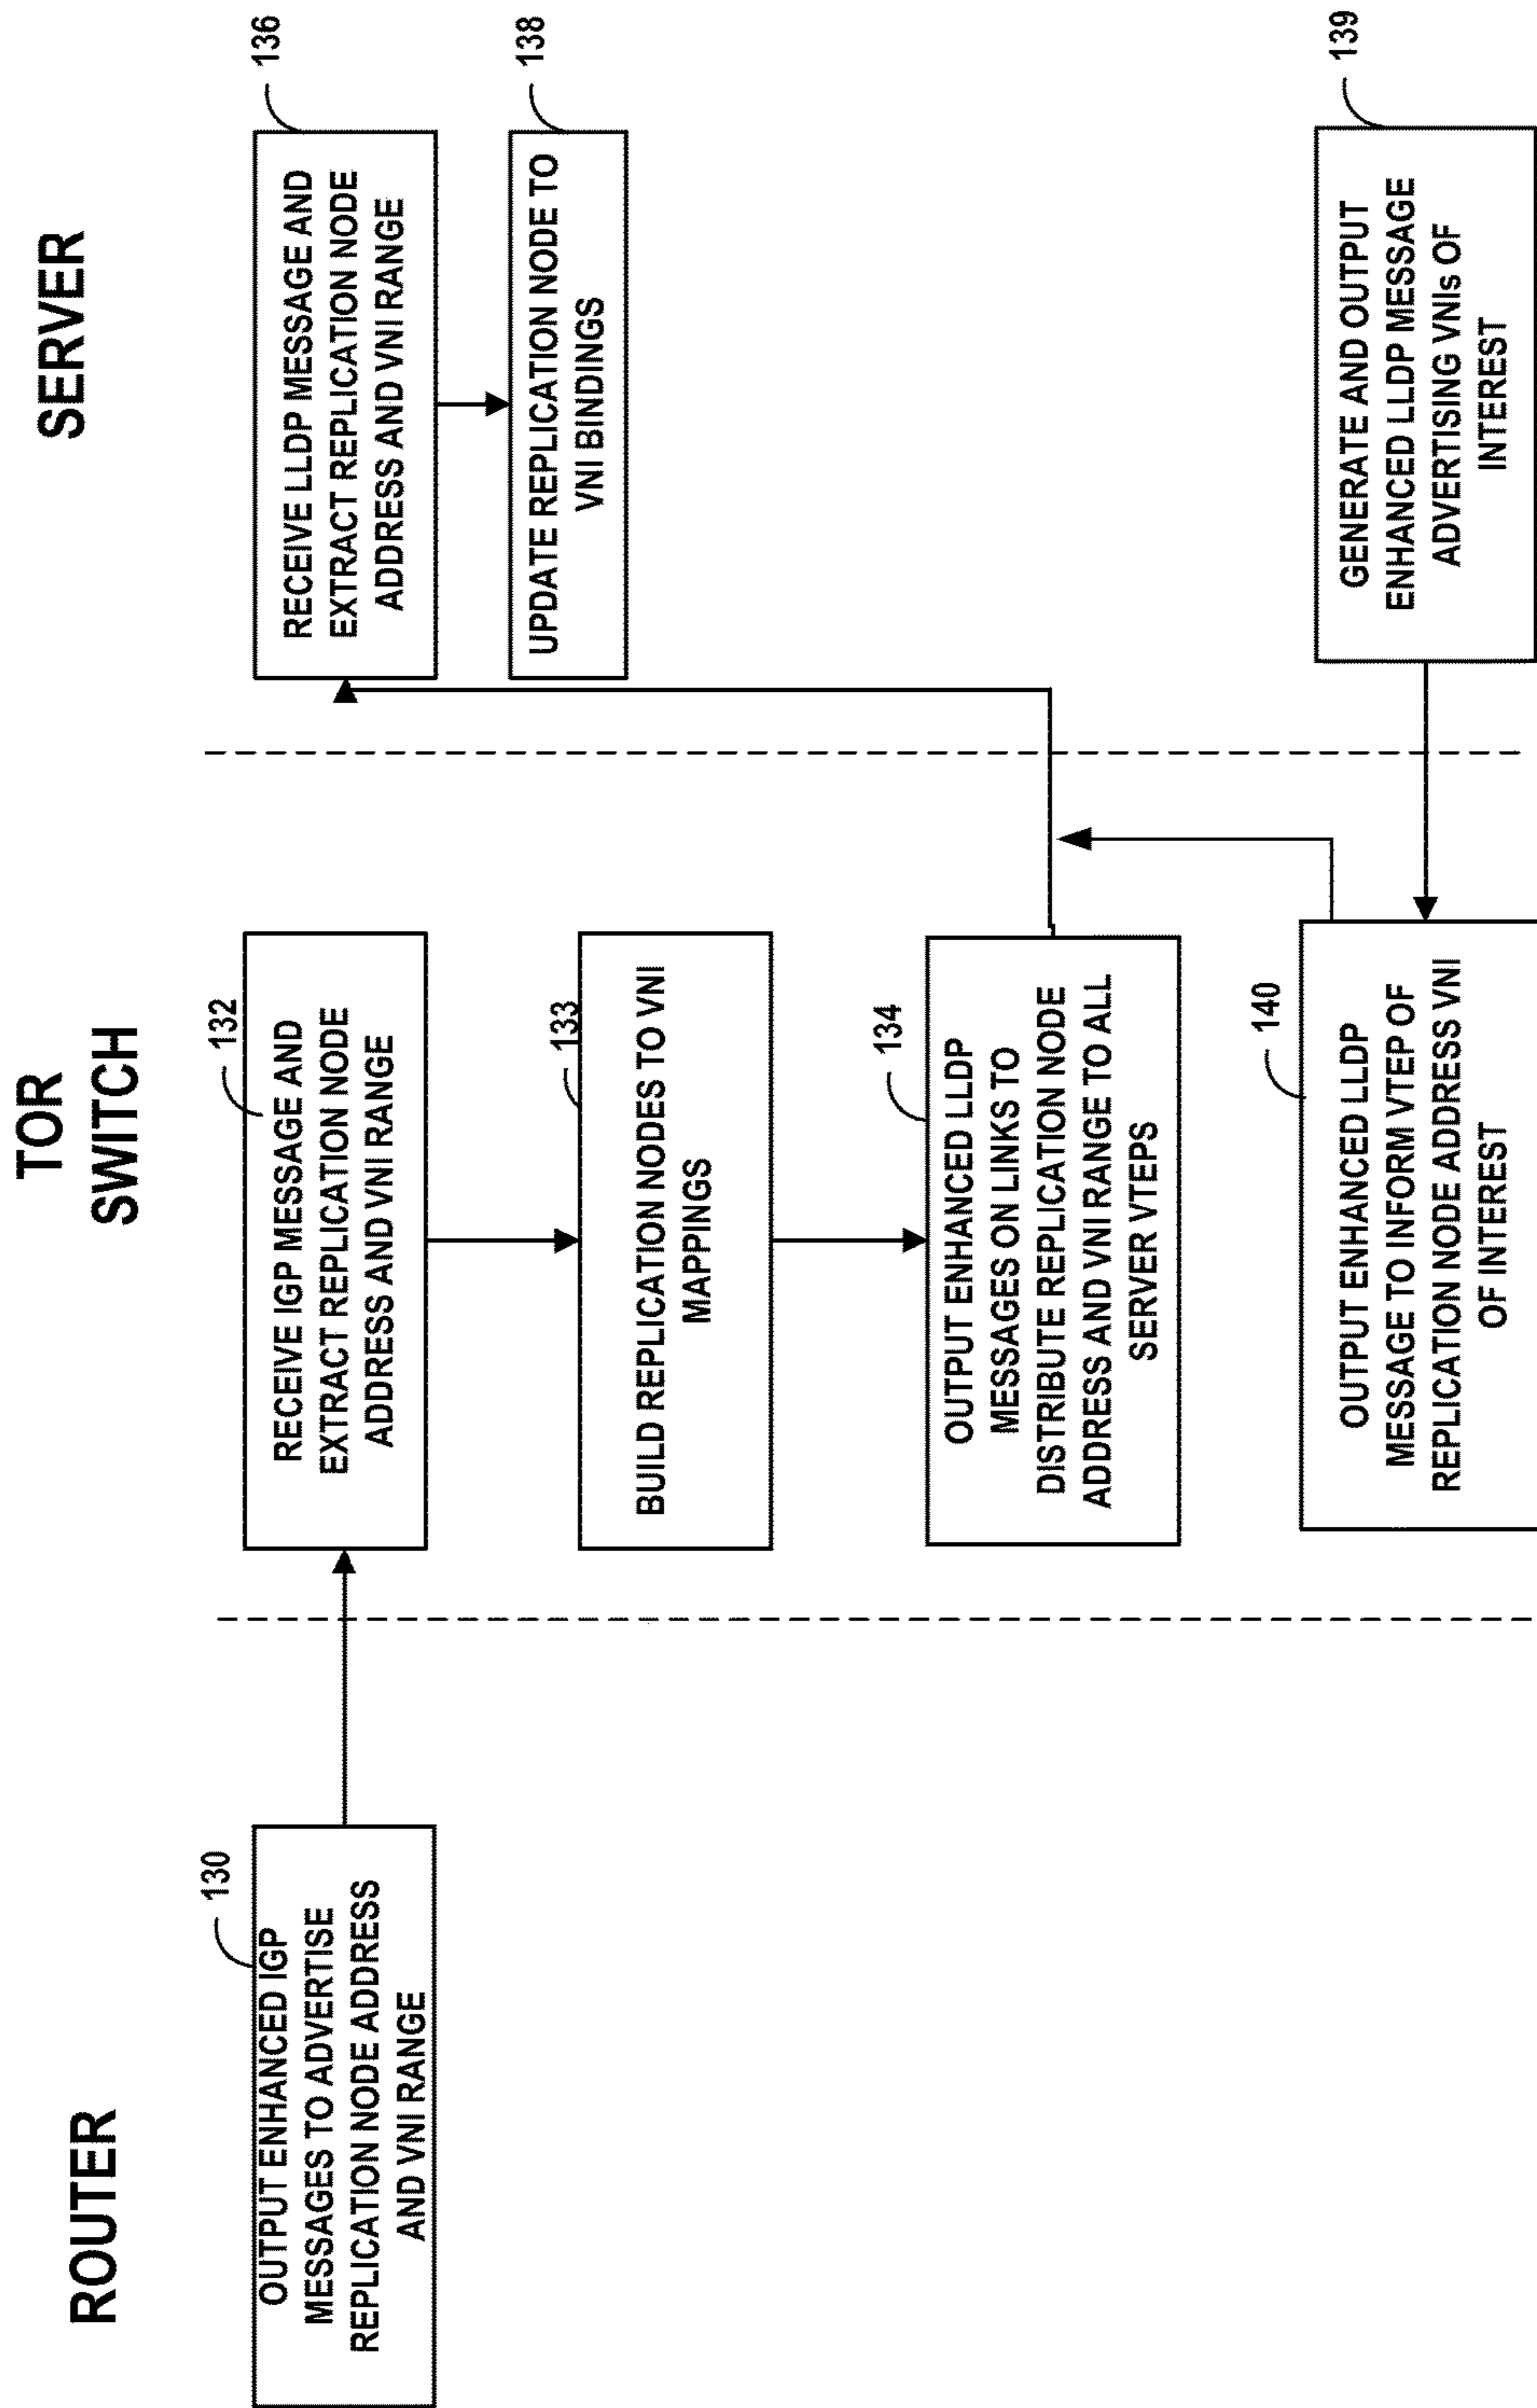 ROUTER
TOR
SWITCH
SERVER
130
OUTPUT ENHANCED IGP
MESSAGES TO ADVERTISE
REPLICATION NODE ADDRESS
AND VNI RANGE
132
RECEIVE IGP MESSAGE AND
EXTRACT REPLICATION NODE
ADDRESS AND VNI RANGE
133
BUILD REPLICATION NODES TO VNI
MAPPINGS
134
OUTPUT ENHANCED LLDP
MESSAGES ON LINKS TO
DISTRIBUTE REPLICATION NODE
ADDRESS AND VNI RANGE TO ALL
SERVER VTEPS
136
RECEIVE LLDP MESSAGE AND
EXTRACT REPLICATION NODE
ADDRESS AND VNI RANGE
138
UPDATE REPLICATION NODE TO
VNI BINDINGS
139
GENERATE AND OUTPUT
ENHANCED LLDP MESSAGE
ADVERTISING VNIs OF
INTEREST
140
OUTPUT ENHANCED LLDP
MESSAGE TO INFORM VTEP OF
REPLICATION NODE ADDRESS VNI
OF INTEREST